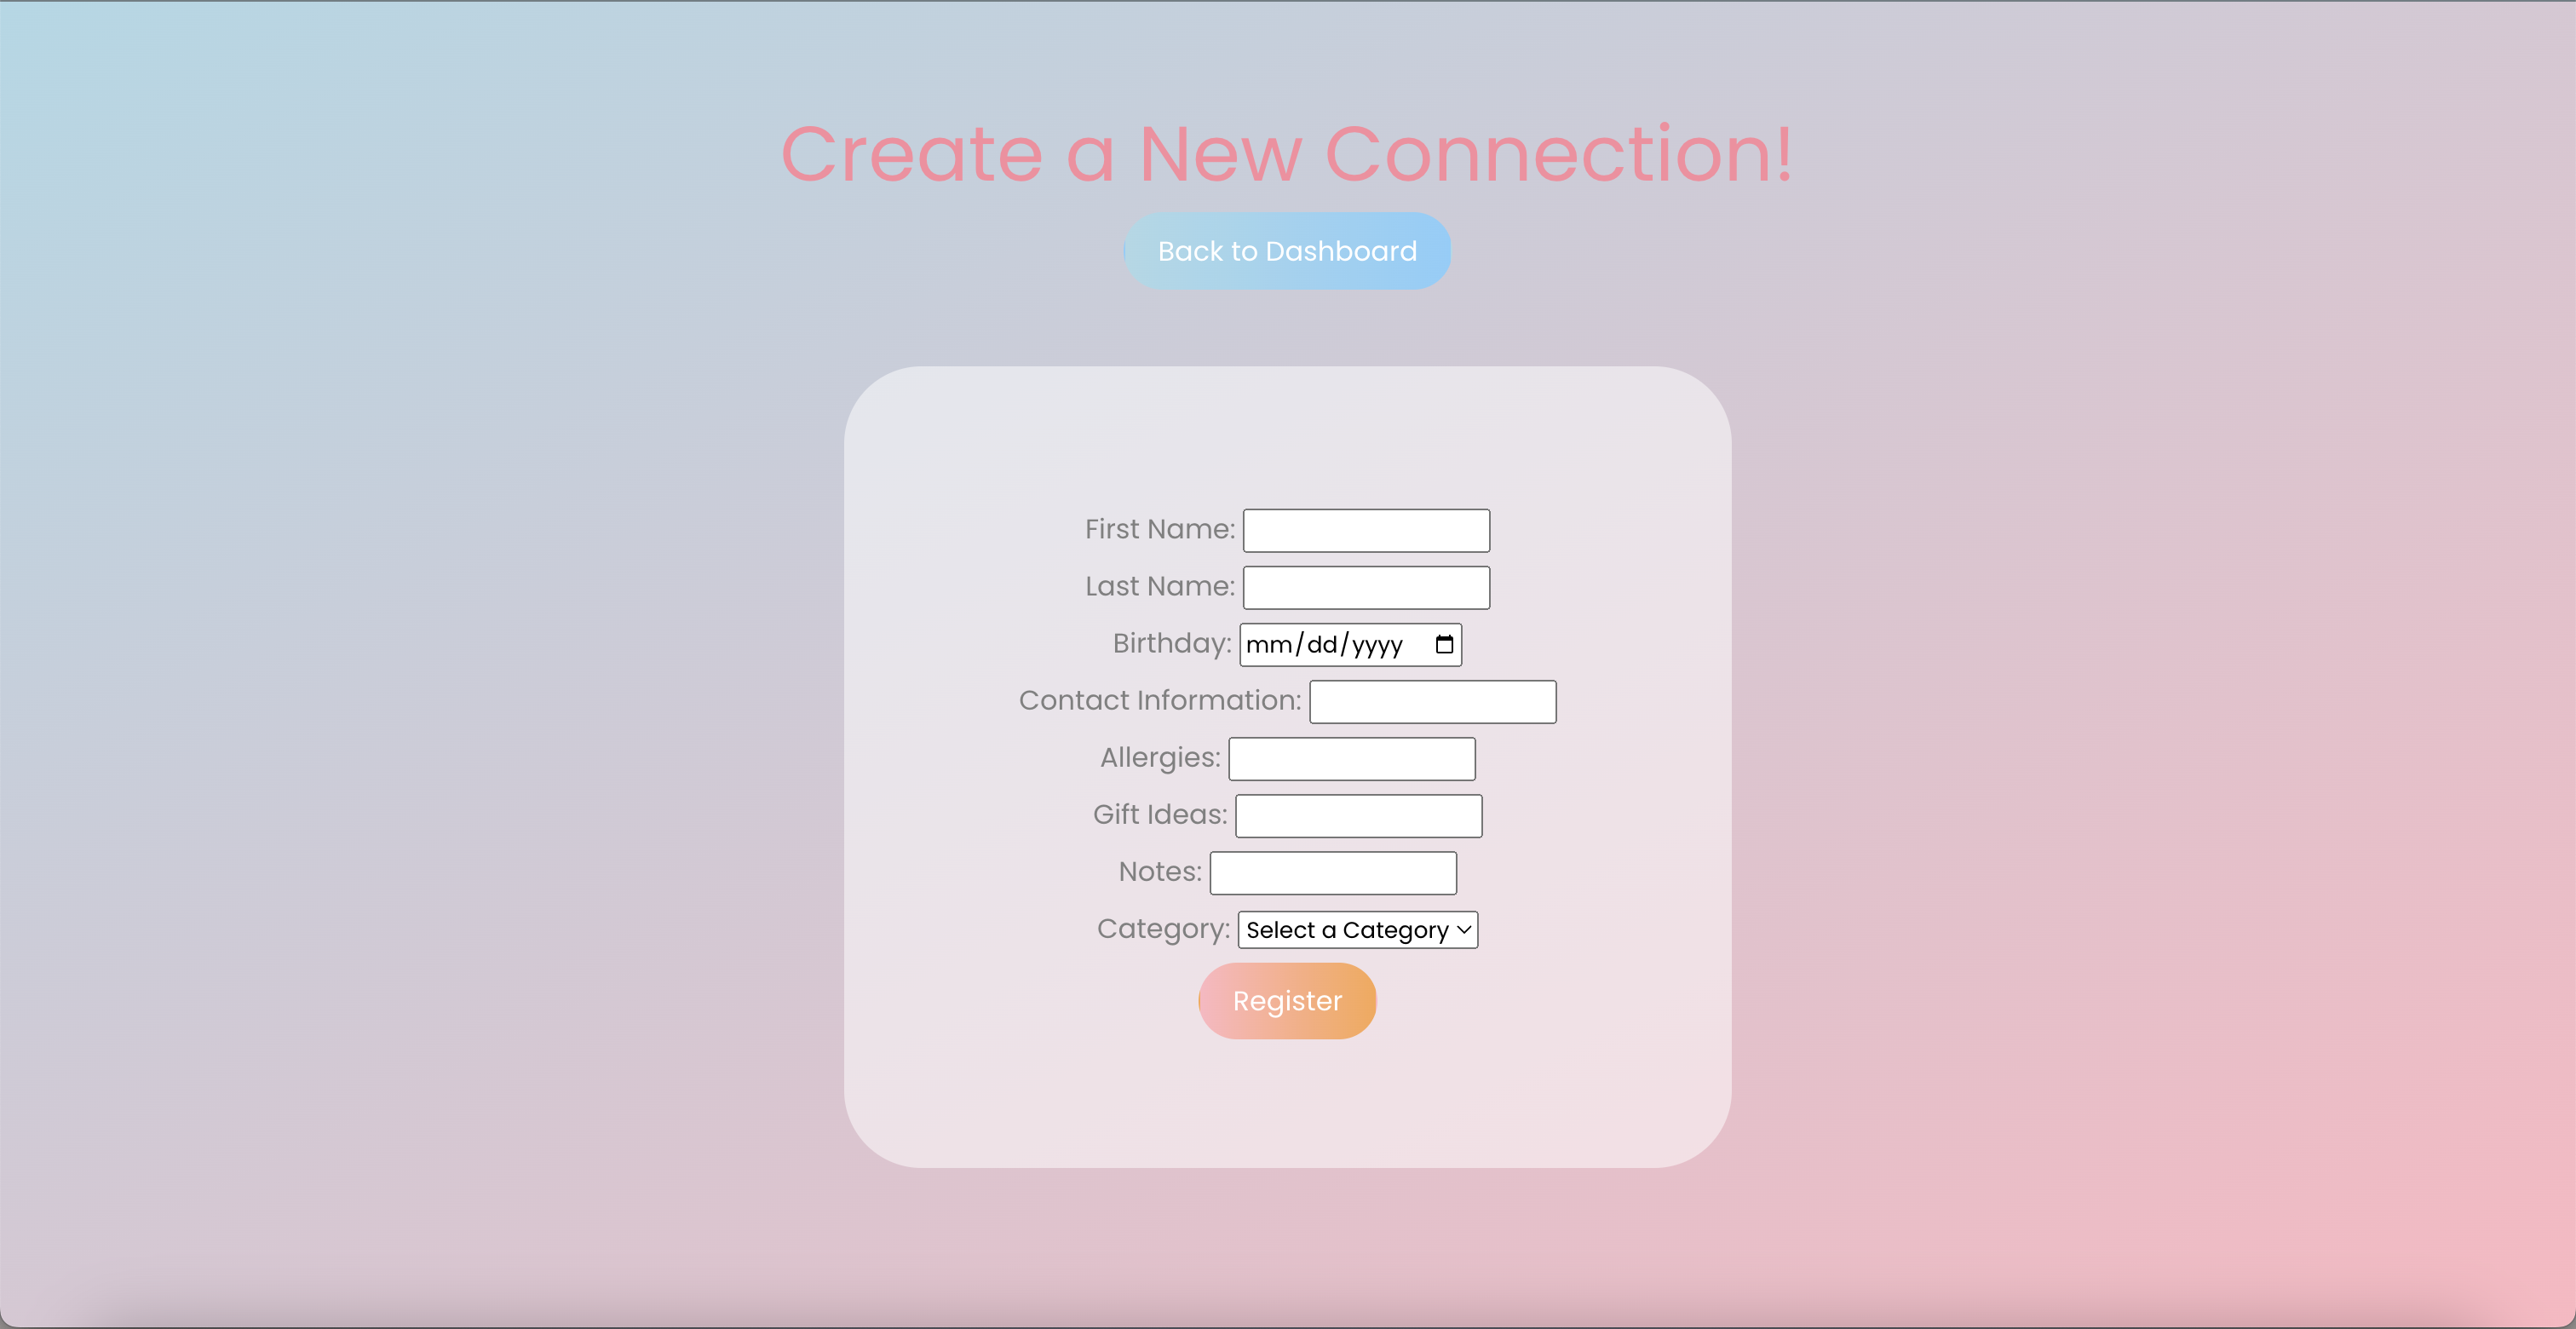 Create a New Connection!
Back to Dashboard
First Name:
Last Name:
Birthday: mm/dd/yyyy
Contact Information:
Allergies:
Gift Ideas:
Notes:
Category: Select a Category
Register